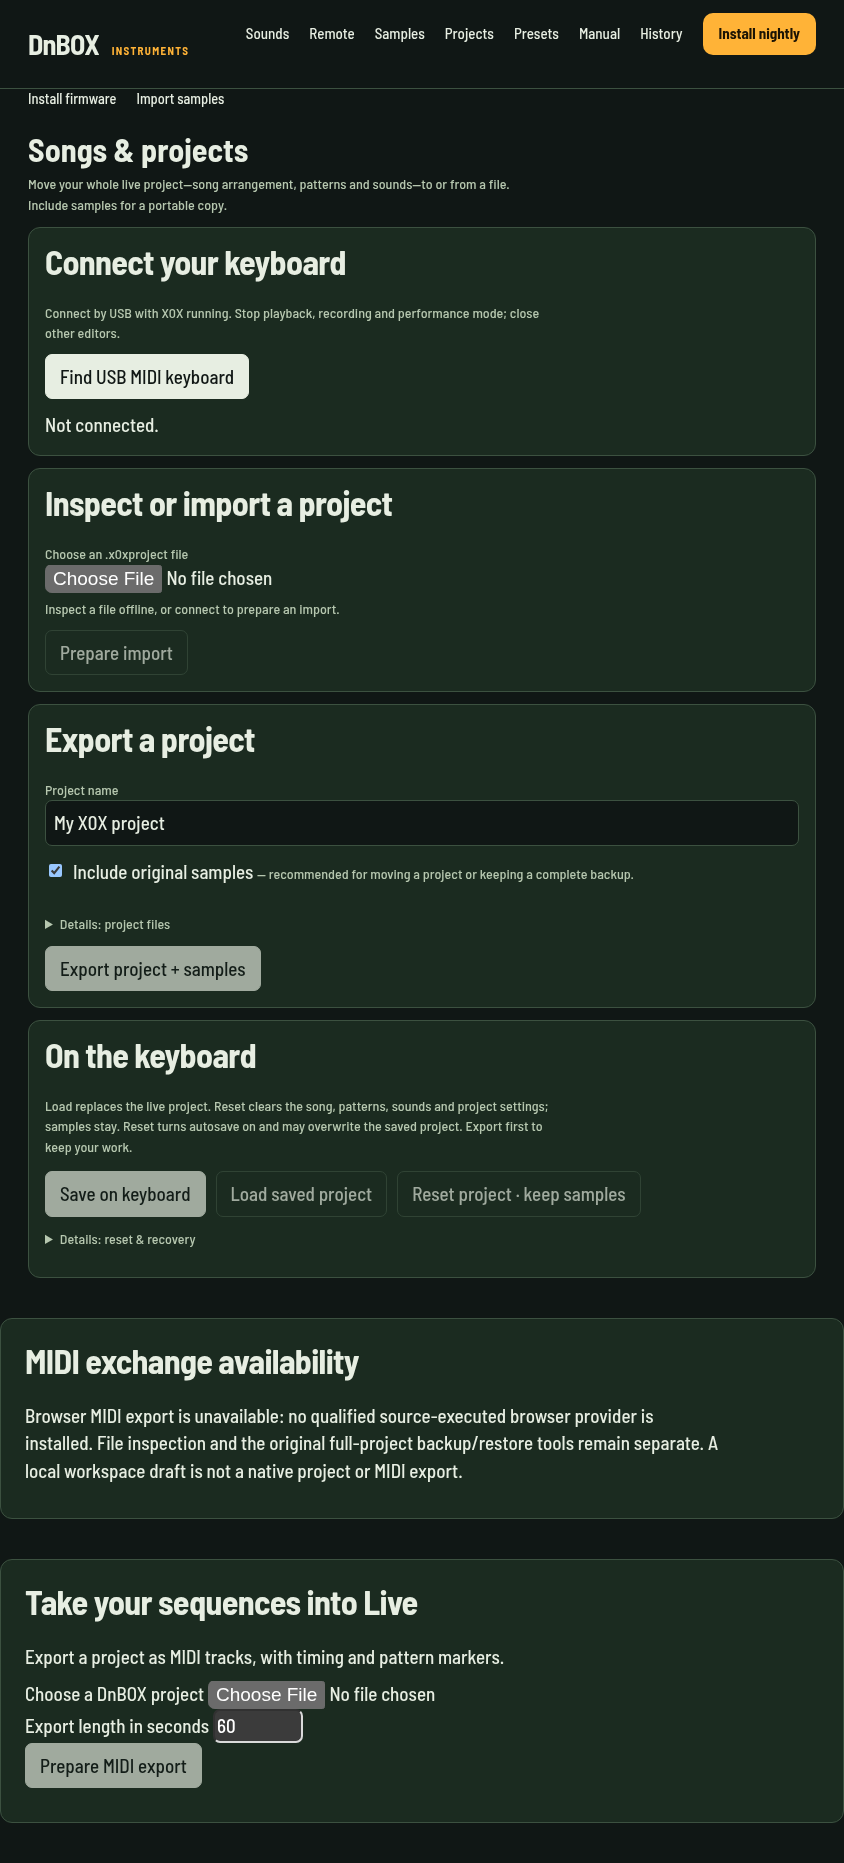 DnBOX INSTRUMENTS
Sounds Remote Samples Projects Presets Manual History Install nightly
Install firmware Import samples
Songs & projects
Move your whole live project—song arrangement, patterns and sounds—to or from a file.
Include samples for a portable copy.
Connect your keyboard
Connect by USB with XOX running. Stop playback, recording and performance mode; close
other editors.
Find USB MIDI keyboard
Not connected.
Inspect or import a project
Choose an .x0xproject file
Choose File No file chosen
Inspect a file offline, or connect to prepare an import.
Prepare import
Export a project
Project name
My XOX project
Include original samples — recommended for moving a project or keeping a complete backup.
Details: project files
Export project + samples
On the keyboard
Load replaces the live project. Reset clears the song, patterns, sounds and project settings;
samples stay. Reset turns autosave on and may overwrite the saved project. Export first to
keep your work.
Save on keyboard Load saved project Reset project · keep samples
Details: reset & recovery
MIDI exchange availability
Browser MIDI export is unavailable: no qualified source-executed browser provider is
installed. File inspection and the original full-project backup/restore tools remain separate. A
local workspace draft is not a native project or MIDI export.
Take your sequences into Live
Export a project as MIDI tracks, with timing and pattern markers.
Choose a DnBOX project Choose File No file chosen
Export length in seconds 60
Prepare MIDI export